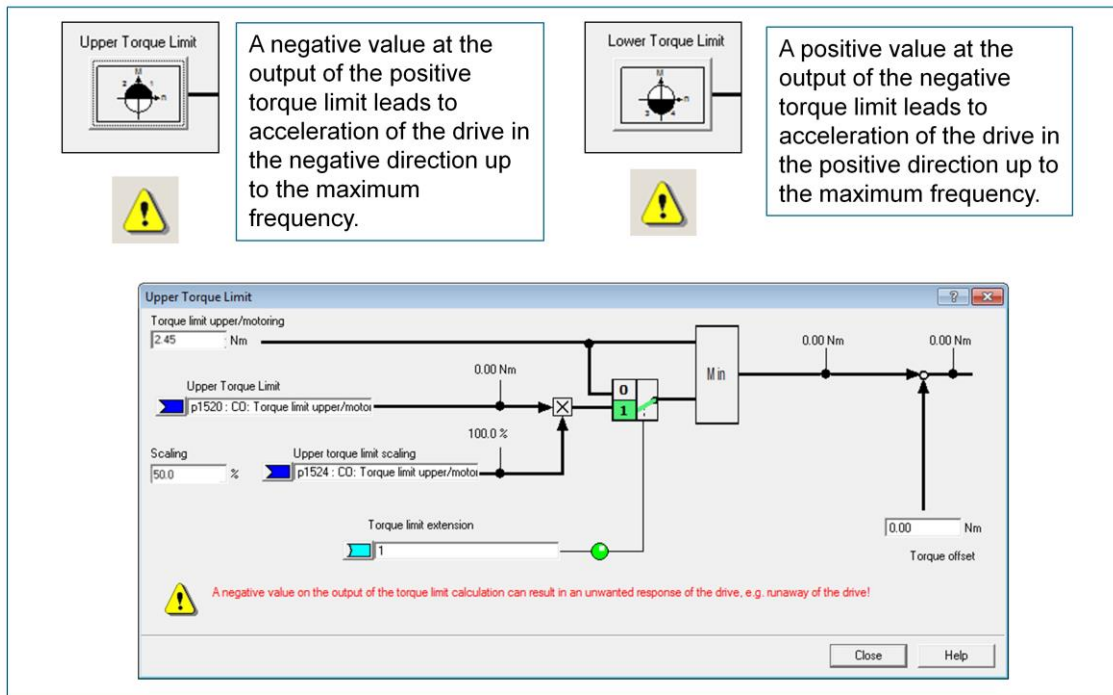 Upper Torque Limit
M
2 1
n
A negative value at the
output of the positive
torque limit leads to
acceleration of the drive in
the negative direction up
to the maximum
frequency.
Lower Torque Limit
M
n
3 4
A positive value at the
output of the negative
torque limit leads to
acceleration of the drive in
the positive direction up to
the maximum frequency.
Upper Torque Limit
Torque limit upper/motoring
2.45 Nm
0.00 Nm
0.00 Nm
Min
Upper Torque Limit
0.00 Nm
0
1
p1520 : CO: Torque limit upper/motor
100.0 %
Scaling
Upper torque limit scaling
50.0 %
p1524 : CO: Torque limit upper/motor
Torque limit extension
1
0.00 Nm
Torque offset
A negative value on the output of the torque limit calculation can result in an unwanted response of the drive, e.g. runaway of the drive!
Close Help